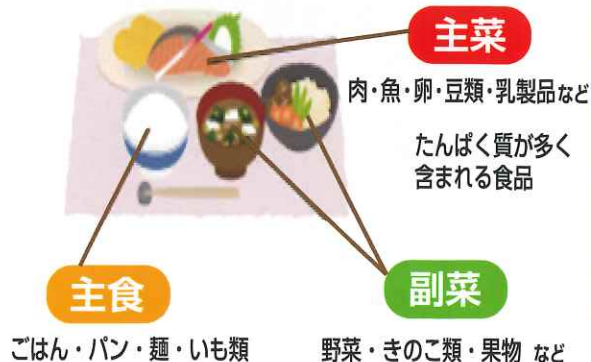 主菜
肉・魚・卵・豆類・乳製品など
たんぱく質が多く
含まれる食品
主食
ごはん・パン・麺・いも類
副菜
野菜・きのこ類・果物 など